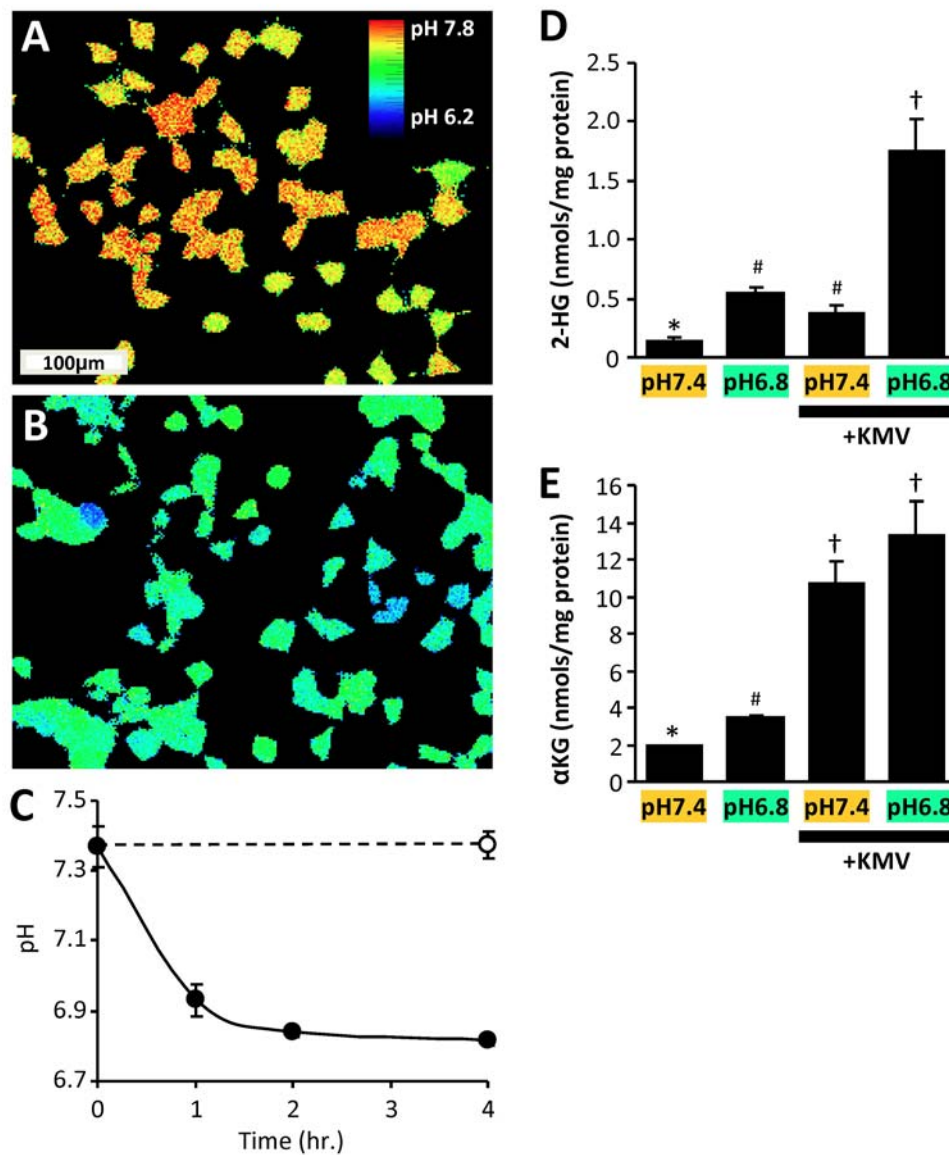 A
pH 7.8
pH 6.2
100µm
B
C
7.5
7.3
7.1
6.9
6.7
pH
0
1
2
3
4
Time (hr.)
D
2.5
2.0
1.5
1.0
0.5
0
2-HG (nmols/mg protein)
*
#
#
†
pH7.4
pH6.8
pH7.4
pH6.8
+KMV
E
16
14
12
10
8
6
4
2
0
αKG (nmols/mg protein)
*
#
†
†
pH7.4
pH6.8
pH7.4
pH6.8
+KMV